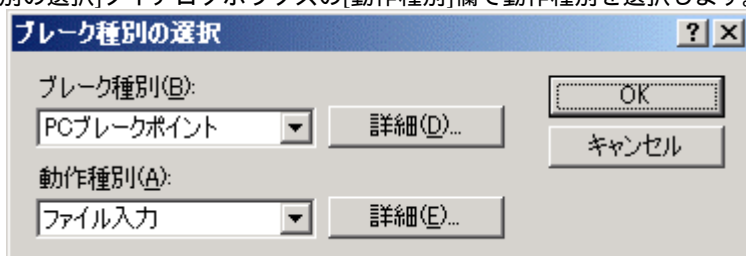 別の選択]ダイアログボックスの[動作種別]欄で動作種別を選択します。
ブレーク種別の選択
ブレーク種別(B):
PCブレークポイント
詳細(D)...
OK
キャンセル
動作種別(A):
ファイル入力
詳細(E)...